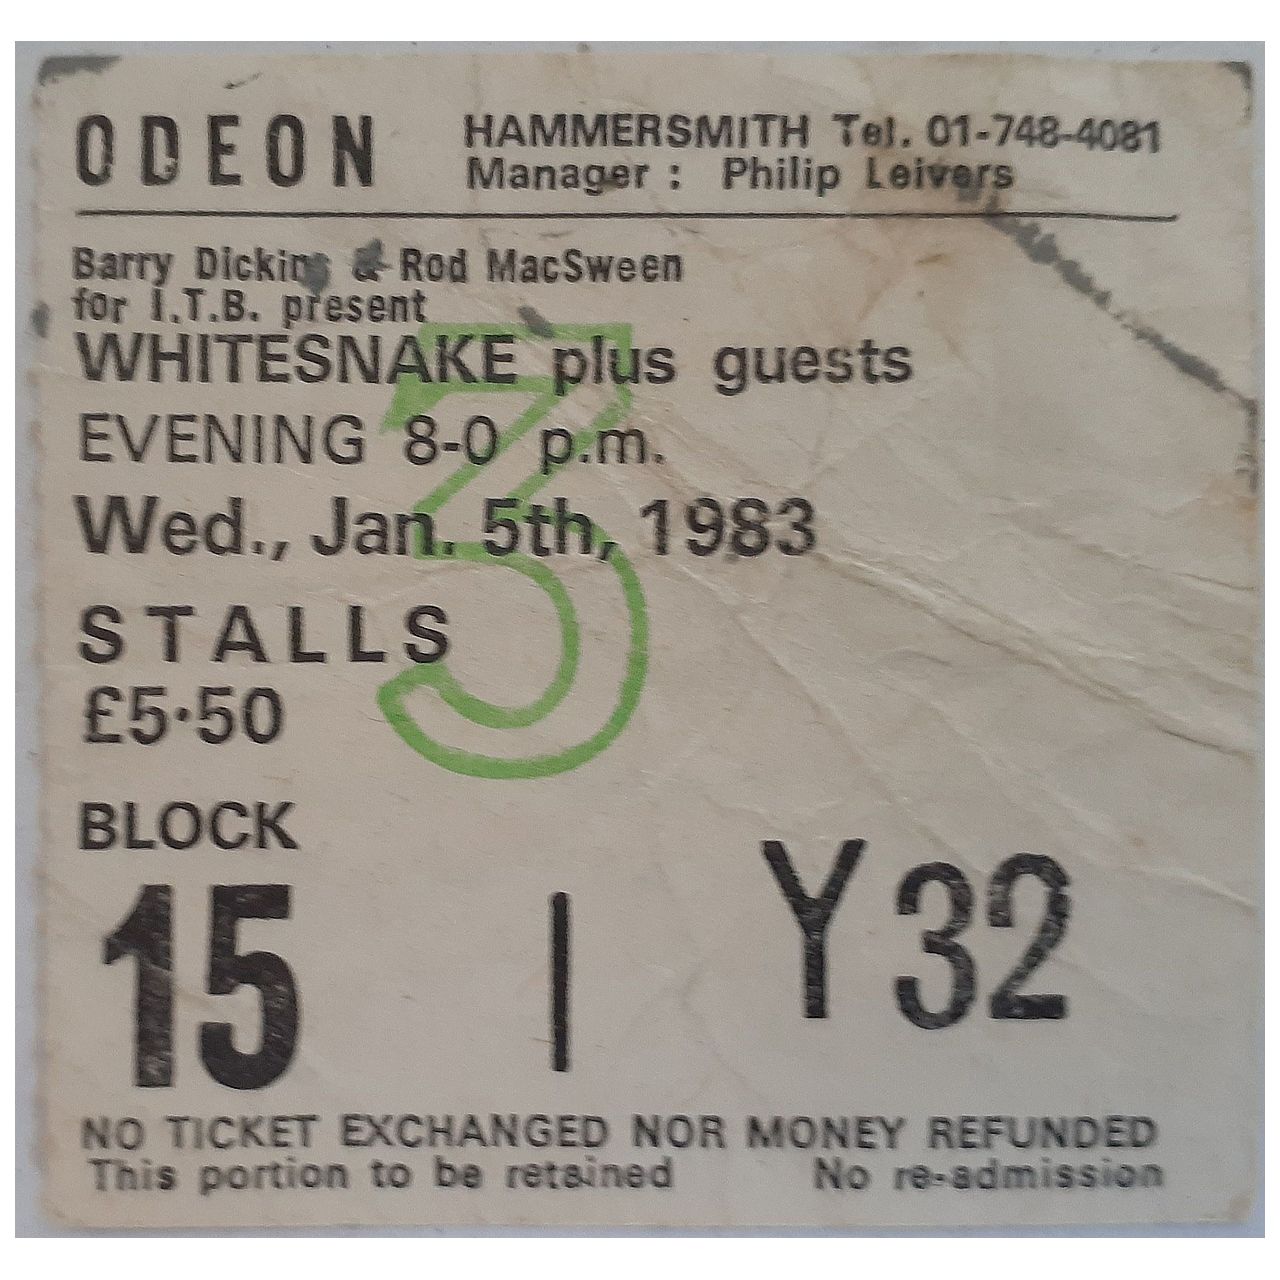 ODEON HAMMERSMITH Tel. 01-748-4081
Manager : Philip Leivers
Barry Dickins & Rod MacSween
for I.T.B. present
WHITESNAKE plus guests
EVENING 8-0 p.m.
Wed., Jan. 5th, 1983
3
STALLS
£5·50
BLOCK
15 | Y 32
NO TICKET EXCHANGED NOR MONEY REFUNDED
This portion to be retained No re-admission